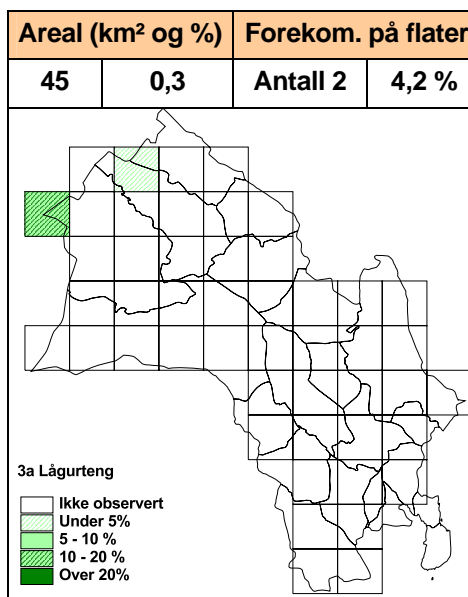 Areal (km² og %) Forekom. på flater
45 0,3 Antall 2 4,2 %
3a Lågurteng
Ikke observert
Under 5%
5 - 10 %
10 - 20 %
Over 20%